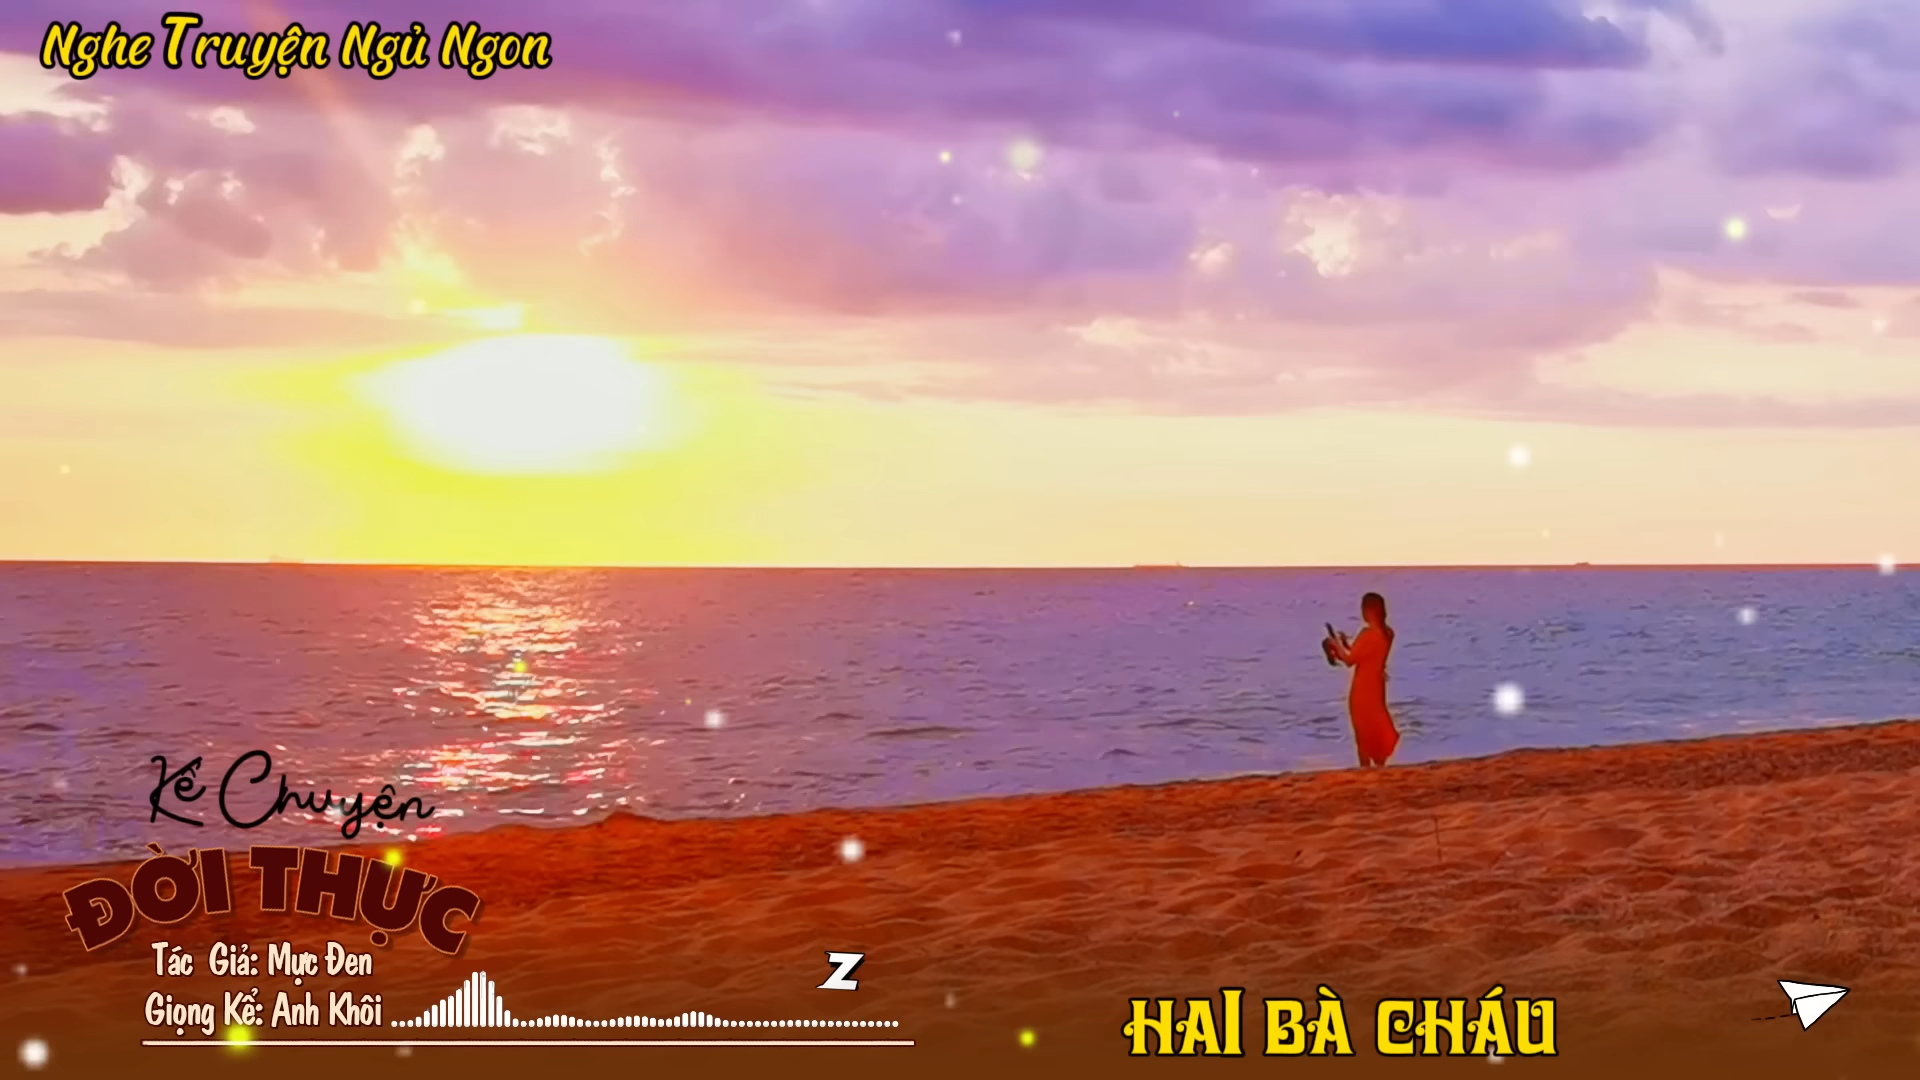 Nghe Truyện Ngủ Ngon
Kể Chuyện
ĐỜI THỰC
Tác Giả: Mực Đen
Giọng Kể: Anh Khôi
Z
HAI BÀ CHÁU